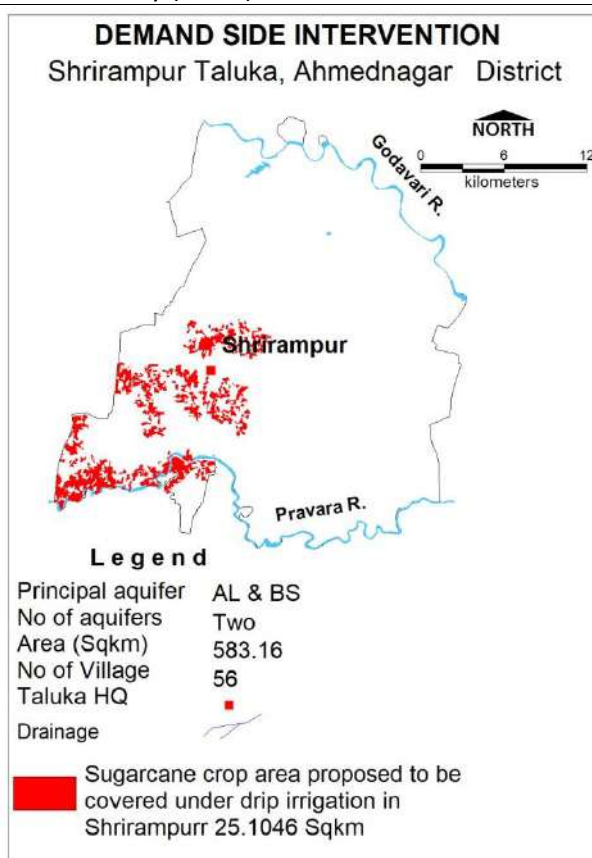 DEMAND SIDE INTERVENTION
Shrirampur Taluka, Ahmednagar District
NORTH
0 6 12
kilometers
Godavari R.
Shrirampur
Pravara R.
Legend
Principal aquifer AL & BS
No of aquifers Two
Area (Sqkm) 583.16
No of Village 56
Taluka HQ
Drainage
Sugarcane crop area proposed to be
covered under drip irrigation in
Shrirampurr 25.1046 Sqkm